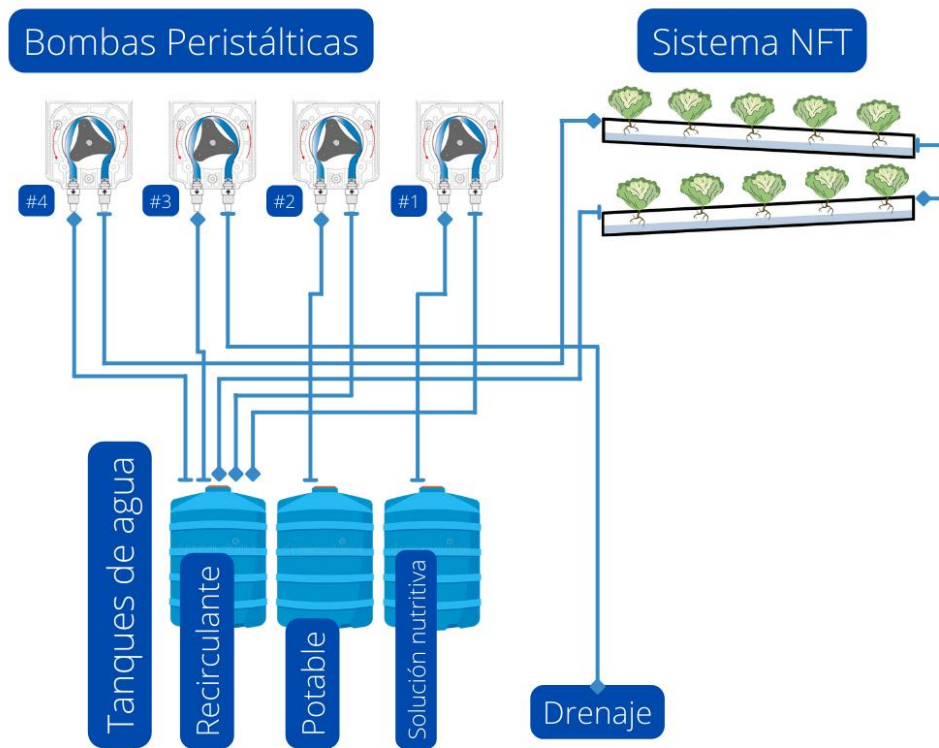 Bombas Peristálticas
Sistema NFT
#4
#3
#2
#1
Tanques de agua
Recirculante
Potable
Solución nutritiva
Drenaje